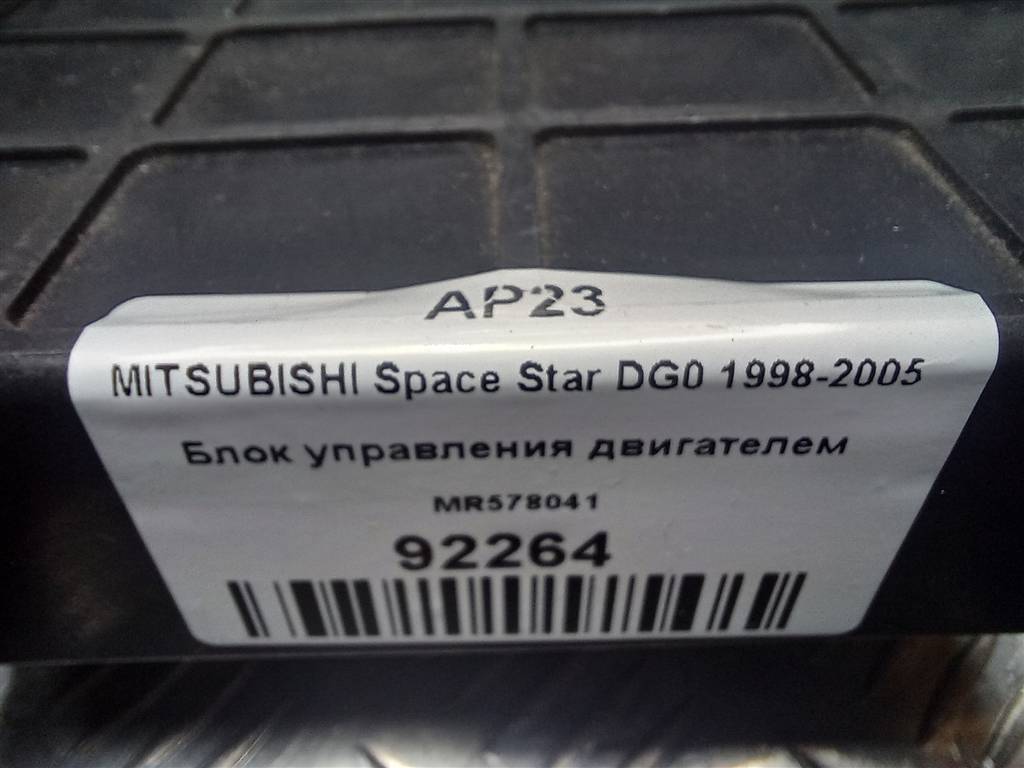 AP23
MITSUBISHI Space Star DG0 1998-2005
Блок управления двигателем
MR578041
92264